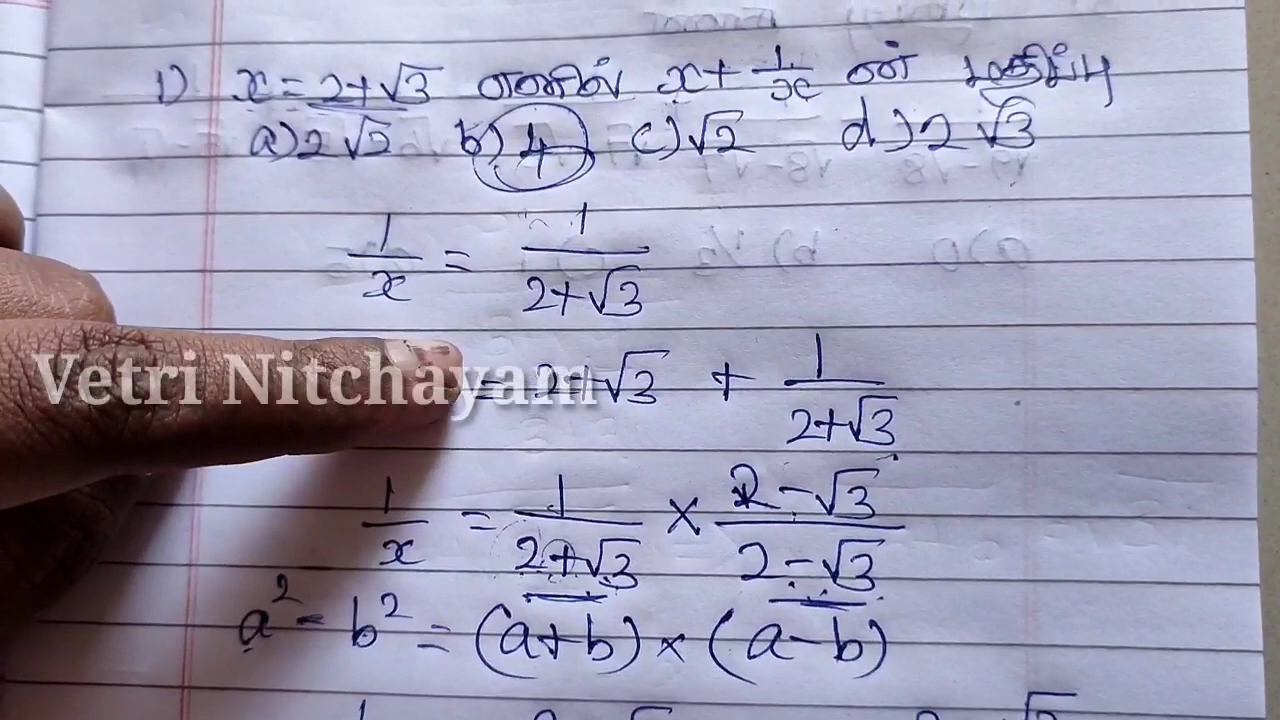 1) x = 2+√3 எனில் x + 1/x ன் மதிப்பு
a) 2√2 b) 4 c) √2 d) 2√3
1/x = 1/(2+√3)
= 2+√3 + 1/(2+√3)
Vetri Nitchayam
1/x = 1/(2+√3) × (2-√3)/(2-√3)
a² - b² = (a+b) × (a-b)